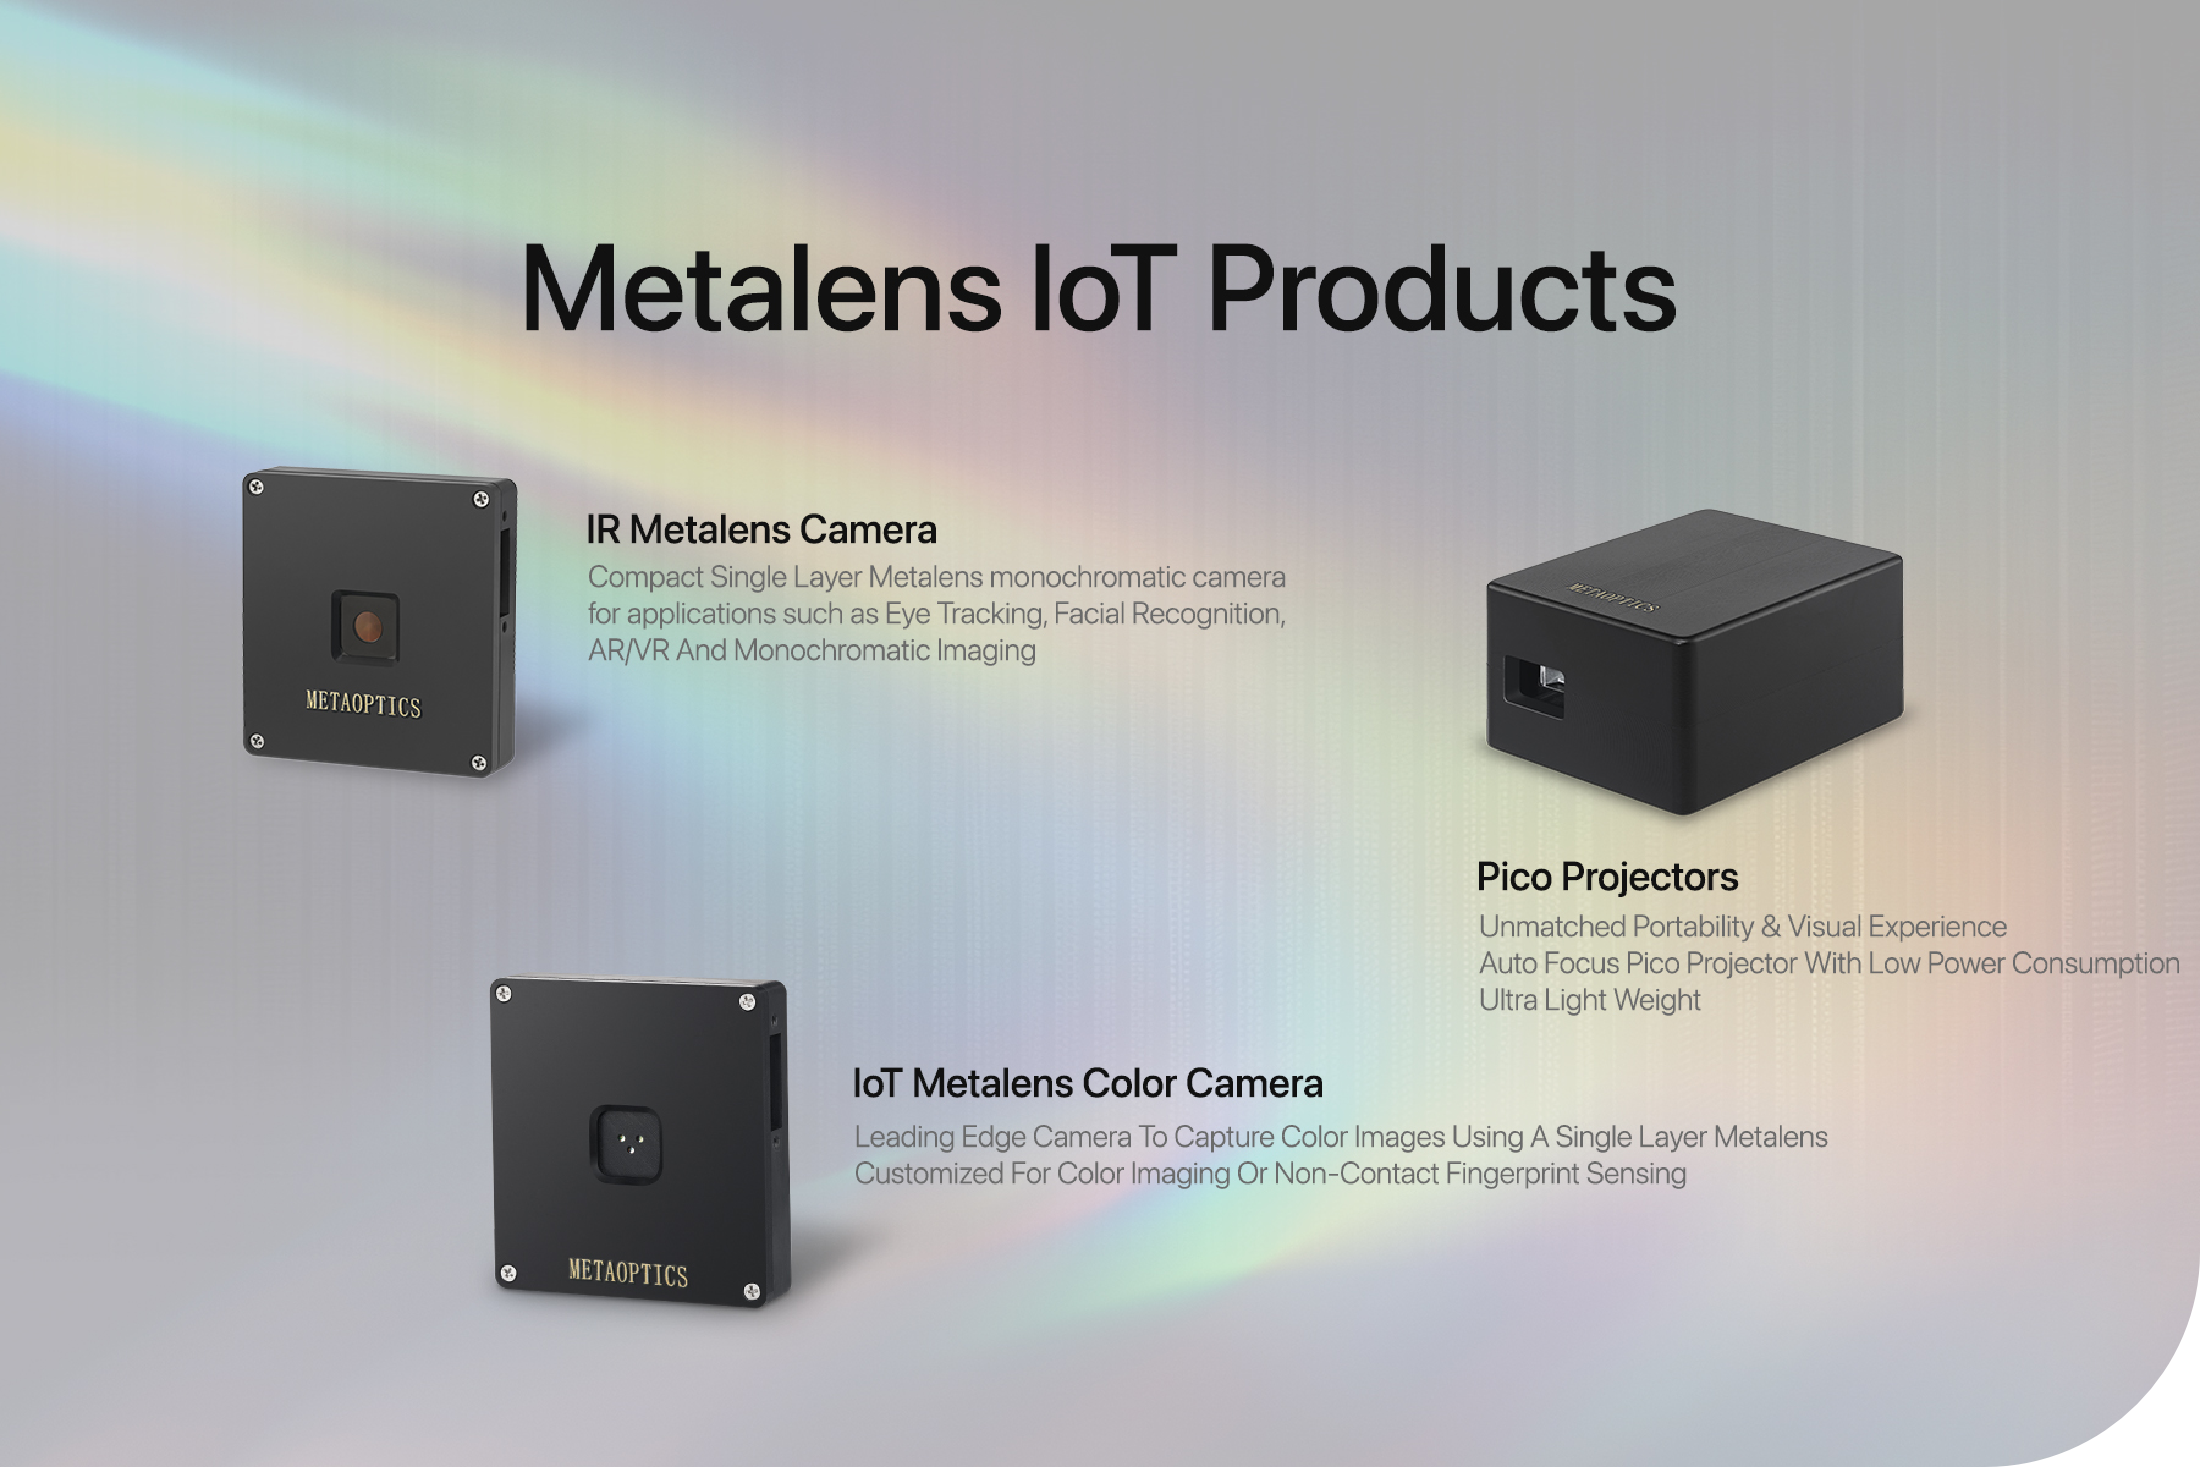 Metalens IoT Products
IR Metalens Camera
Compact Single Layer Metalens monochromatic camera
for applications such as Eye Tracking, Facial Recognition,
AR/VR And Monochromatic Imaging
METAOPTICS
METAOPTICS
Pico Projectors
Unmatched Portability & Visual Experience
Auto Focus Pico Projector With Low Power Consumption
Ultra Light Weight
IoT Metalens Color Camera
Leading Edge Camera To Capture Color Images Using A Single Layer Metalens
Customized For Color Imaging Or Non-Contact Fingerprint Sensing
METAOPTICS